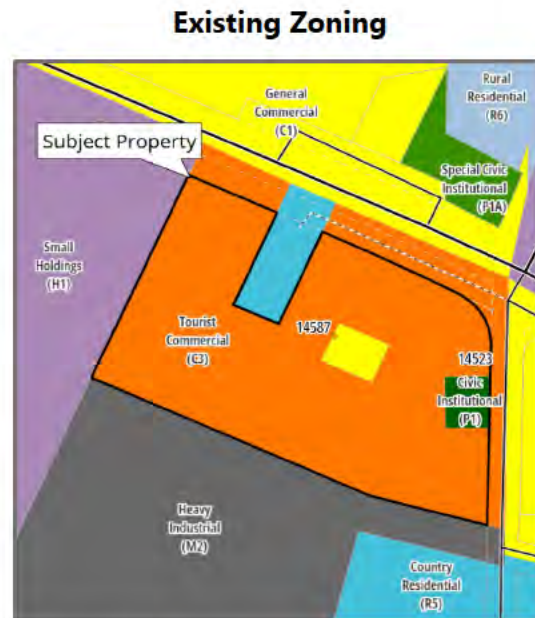 Existing Zoning
General
Commercial
(C1)
Rural
Residential
(R6)
Subject Property
Special Civic
Institutional
(P1A)
Small
Holdings
(H1)
Tourist
Commercial
(C3)
14587
14523
Civic
Institutional
(P1)
Heavy
Industrial
(M2)
Country
Residential
(R5)